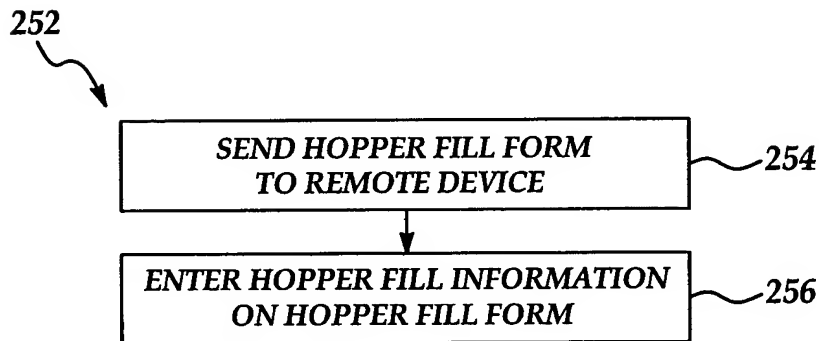 252
SEND HOPPER FILL FORM
TO REMOTE DEVICE
254
ENTER HOPPER FILL INFORMATION
ON HOPPER FILL FORM
256